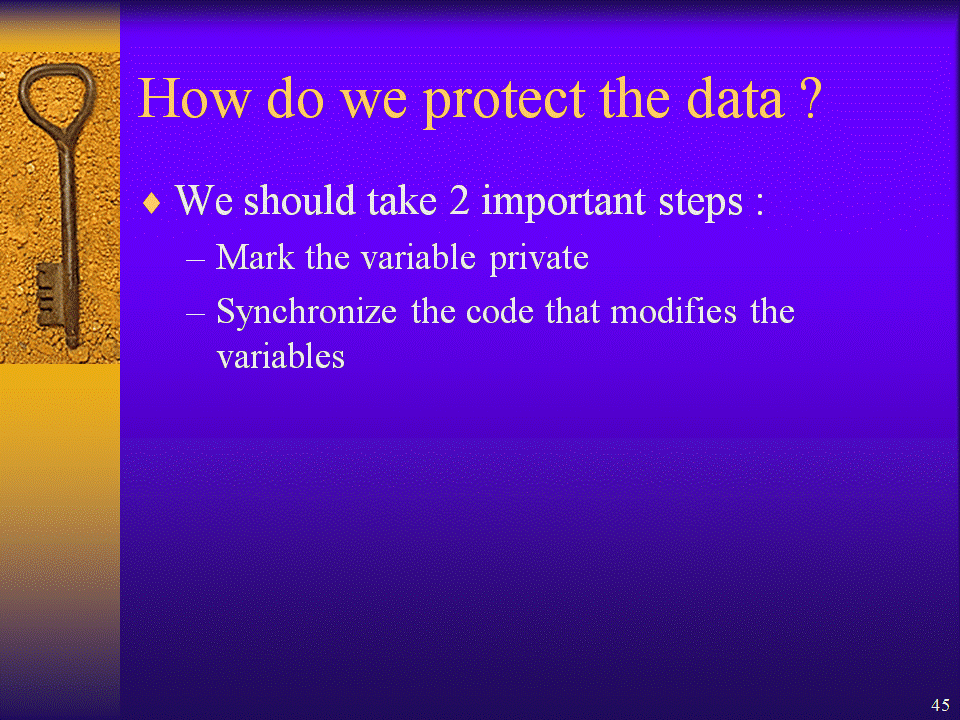 How do we protect the data ?
♦ We should take 2 important steps :
– Mark the variable private
– Synchronize the code that modifies the
variables
45